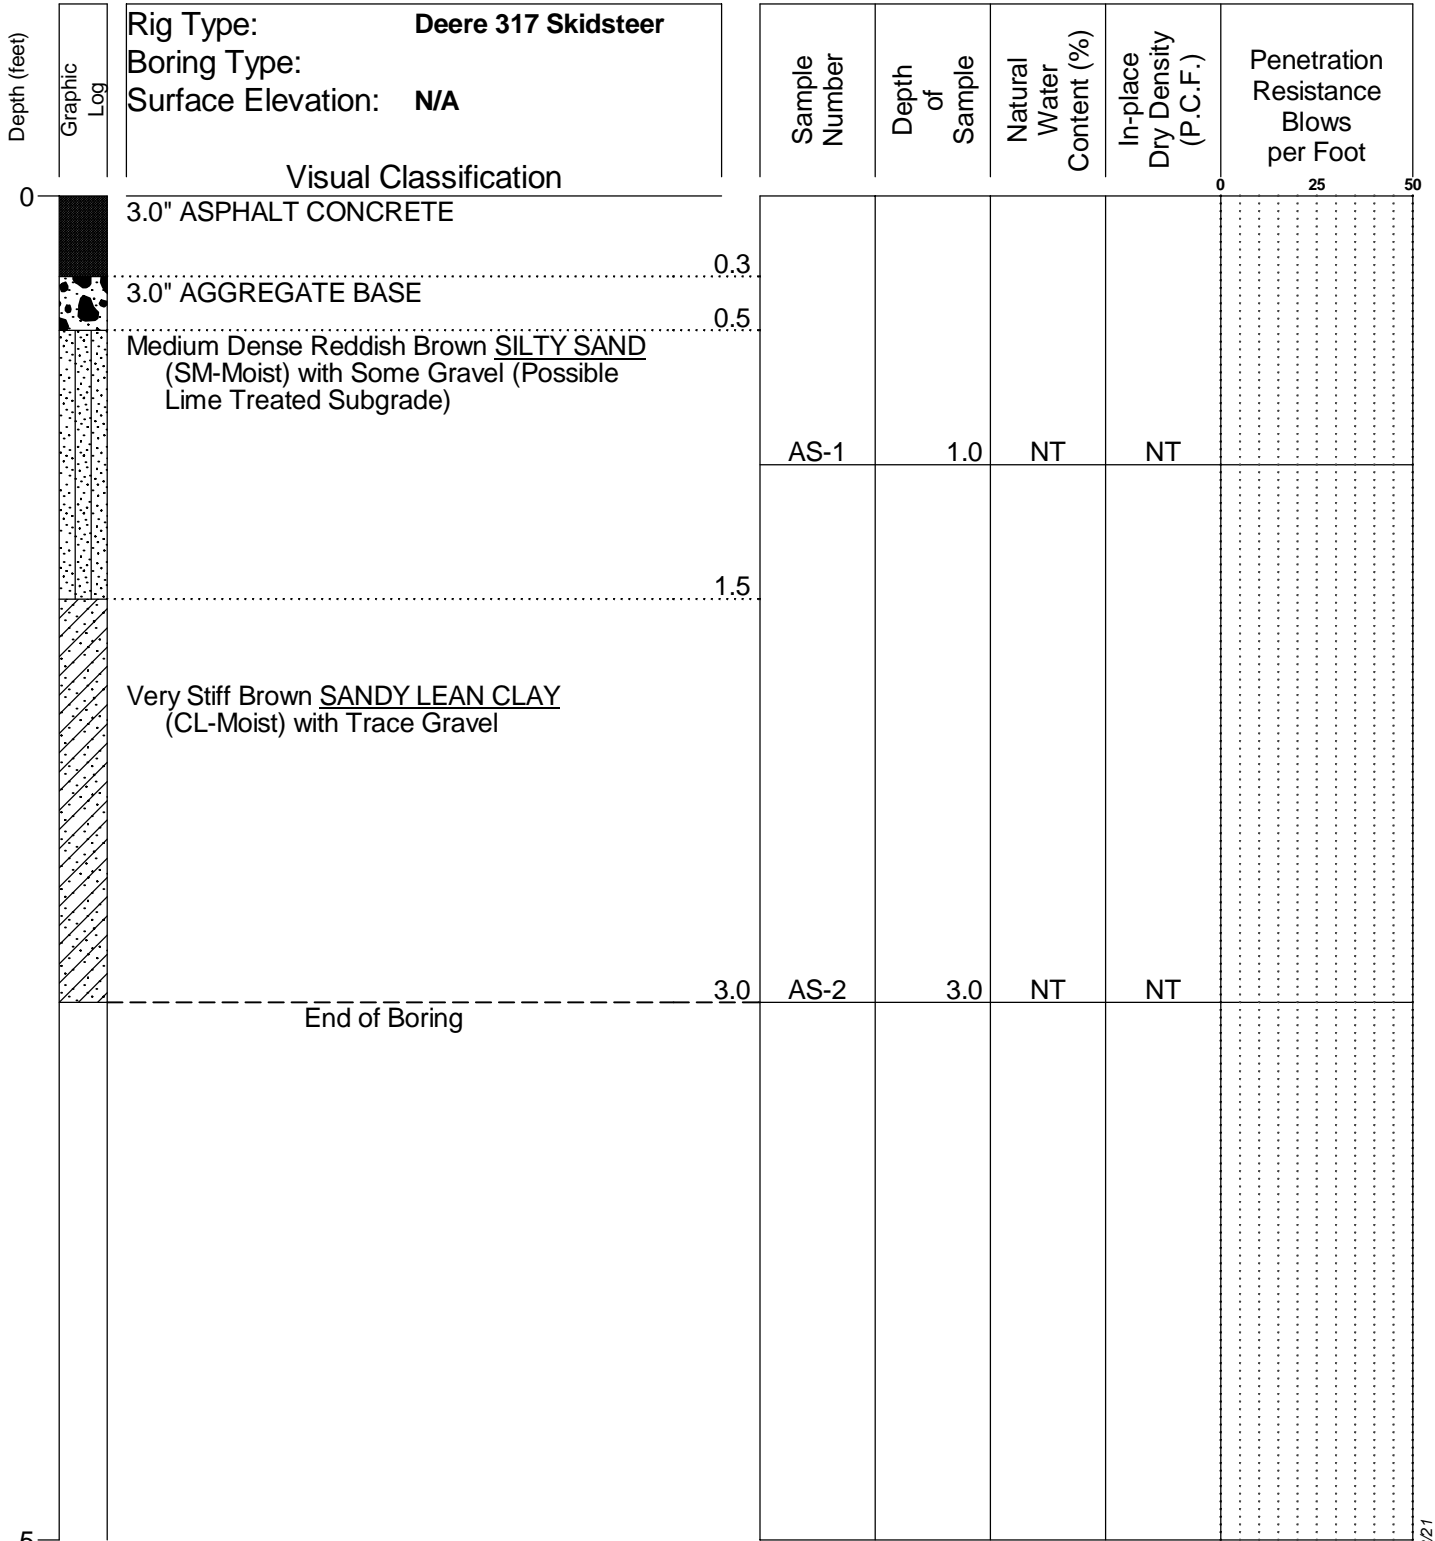 Depth (feet)
Graphic
Log
Rig Type: Deere 317 Skidsteer
Boring Type:
Surface Elevation: N/A
Visual Classification
Sample
Number
Depth
of
Sample
Natural
Water
Content (%)
In-place
Dry Density
(P.C.F.)
Penetration
Resistance
Blows
per Foot
0 25 50
0
3.0" ASPHALT CONCRETE
0.3
3.0" AGGREGATE BASE
0.5
Medium Dense Reddish Brown SILTY SAND
(SM-Moist) with Some Gravel (Possible
Lime Treated Subgrade)
AS-1 1.0 NT NT
1.5
Very Stiff Brown SANDY LEAN CLAY
(CL-Moist) with Trace Gravel
3.0 AS-2 3.0 NT NT
End of Boring
5